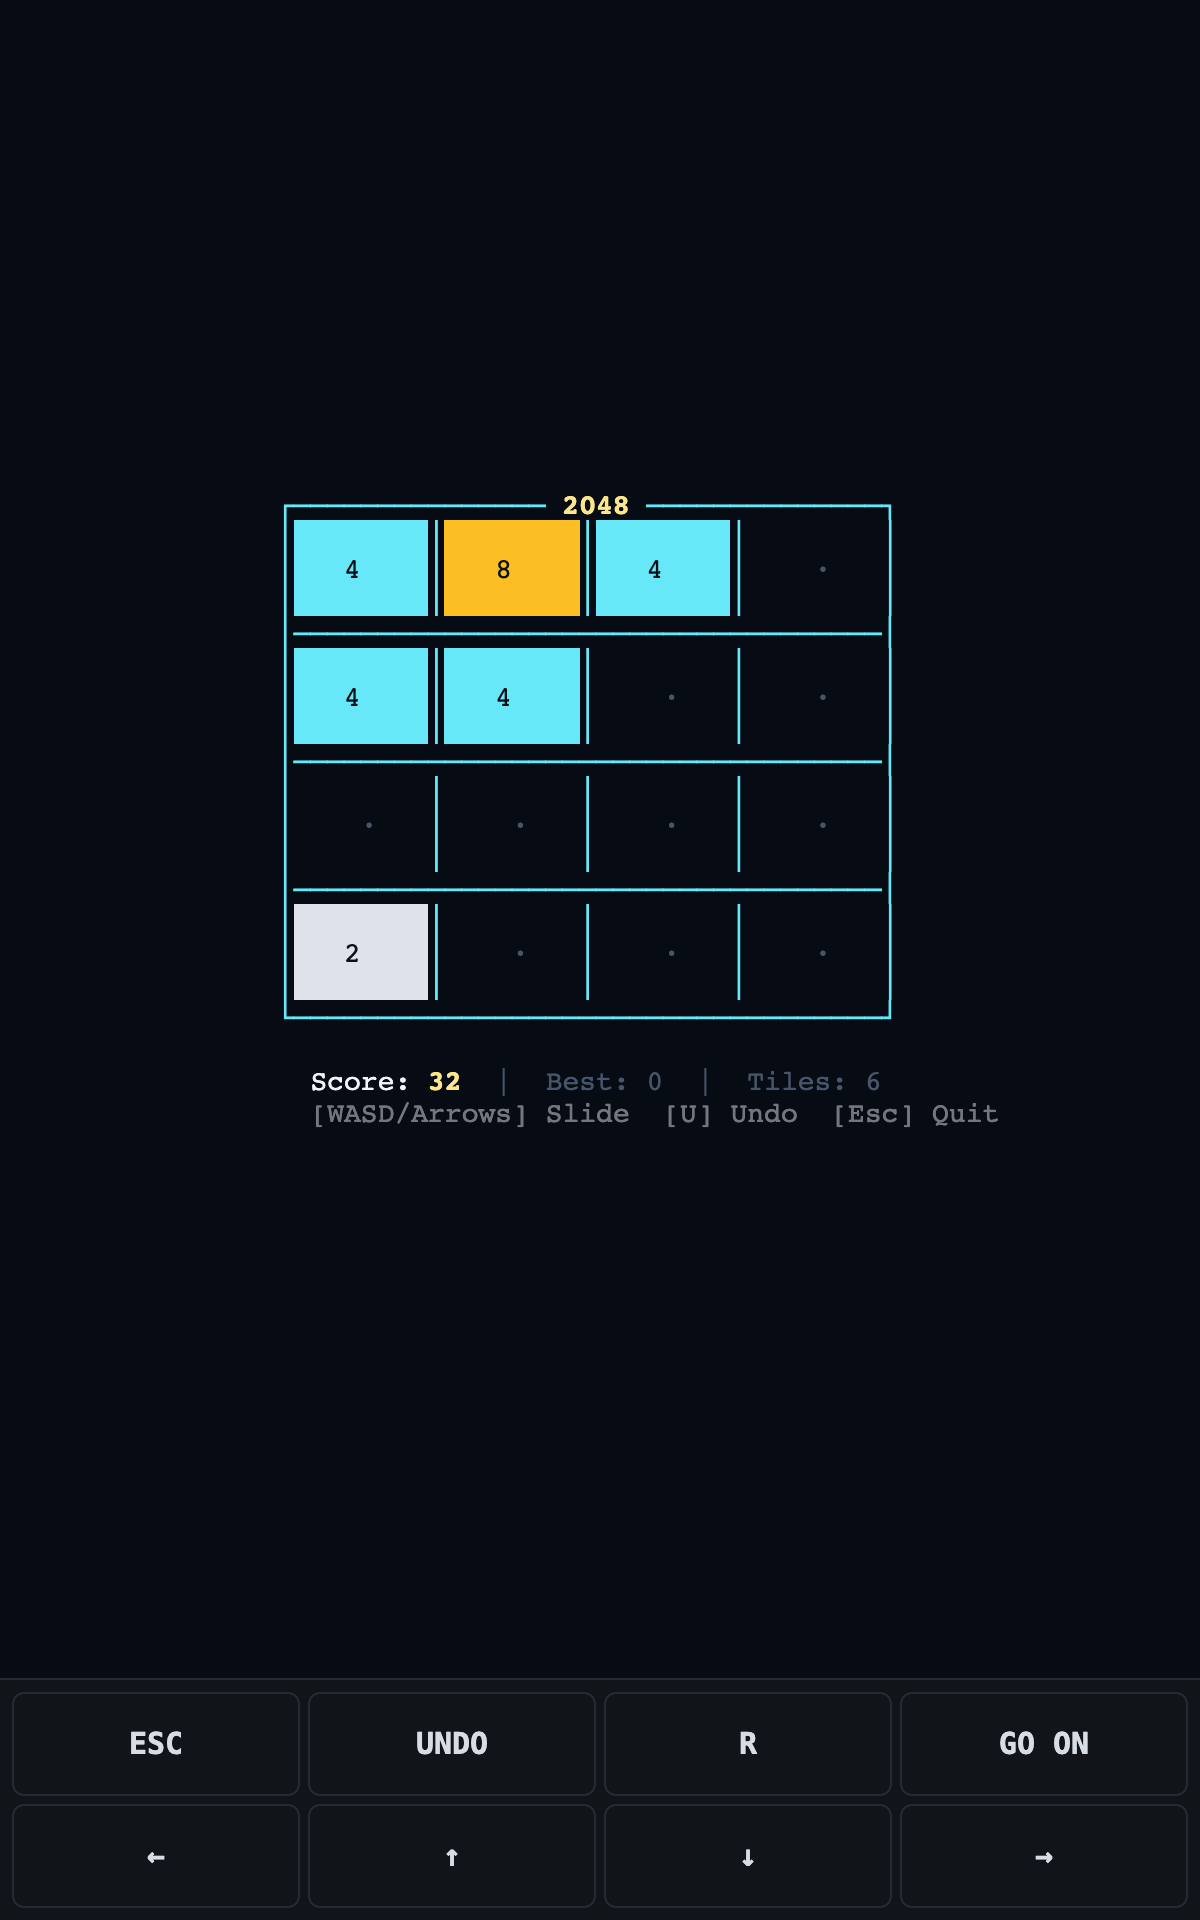 2048
4 8 4 ·
4 4 · ·
· · · ·
2 · · ·
Score: 32 │ Best: 0 │ Tiles: 6
[WASD/Arrows] Slide [U] Undo [Esc] Quit
ESC UNDO R GO ON
← ↑ ↓ →